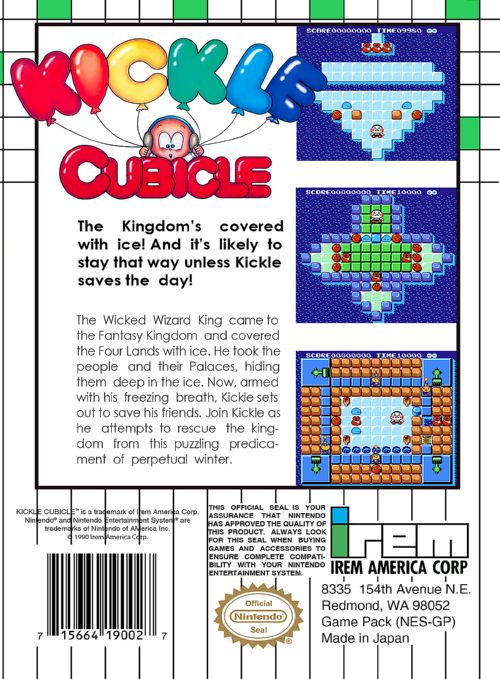 KICKLE
CUBICLE
SCORE00000000 TIME09950
The Kingdom's covered
with ice! And it's likely to
stay that way unless Kickle
saves the day!
SCORE00000000 TIME10000
The Wicked Wizard King came to
the Fantasy Kingdom and covered
the Four Lands with ice. He took the
people and their Palaces, hiding
them deep in the ice. Now, armed
with his freezing breath, Kickle sets
out to save his friends. Join Kickle as
he attempts to rescue the king-
dom from this puzzling predica-
ment of perpetual winter.
SCORE00000000 TIME10000
KICKLE CUBICLE™ is a trademark of Irem America Corp.
Nintendo® and Nintendo Entertainment System® are
trademarks of Nintendo of America Inc.
© 1990 Irem America Corp.
7 15664 19002 7
THIS OFFICIAL SEAL IS YOUR
ASSURANCE THAT NINTENDO
HAS APPROVED THE QUALITY OF
THIS PRODUCT. ALWAYS LOOK
FOR THIS SEAL WHEN BUYING
GAMES AND ACCESSORIES TO
ENSURE COMPLETE COMPATI-
BILITY WITH YOUR NINTENDO
ENTERTAINMENT SYSTEM.
Official
Nintendo
Seal
®
irem
IREM AMERICA CORP
8335 154th Avenue N.E.
Redmond, WA 98052
Game Pack (NES-GP)
Made in Japan